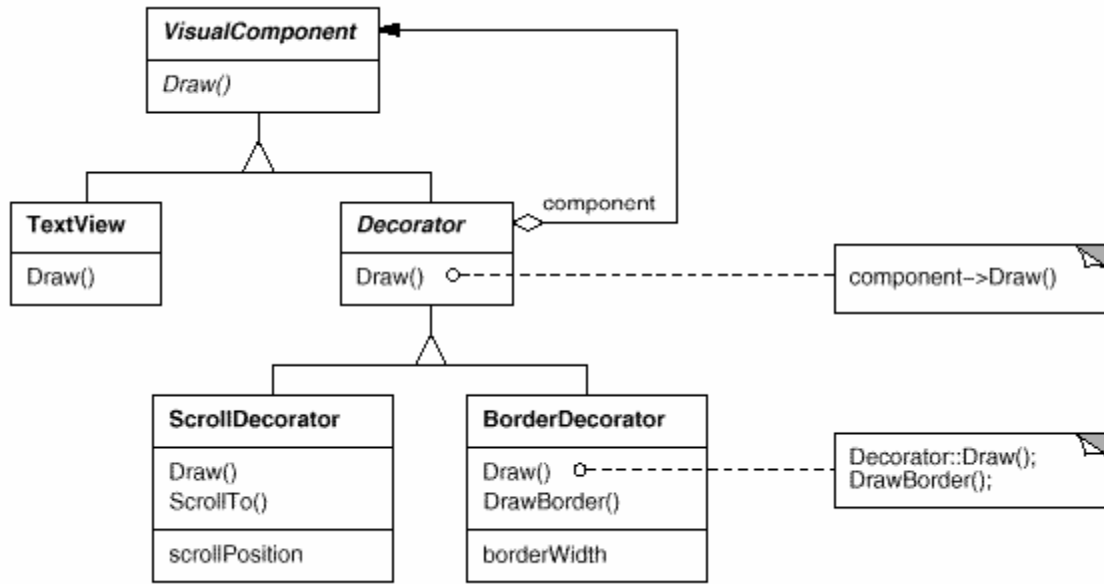 VisualComponent
Draw()
component
TextView
Draw()
Decorator
Draw()
component->Draw()
ScrollDecorator
Draw()
ScrollTo()
scrollPosition
BorderDecorator
Draw()
DrawBorder()
borderWidth
Decorator::Draw();
DrawBorder();